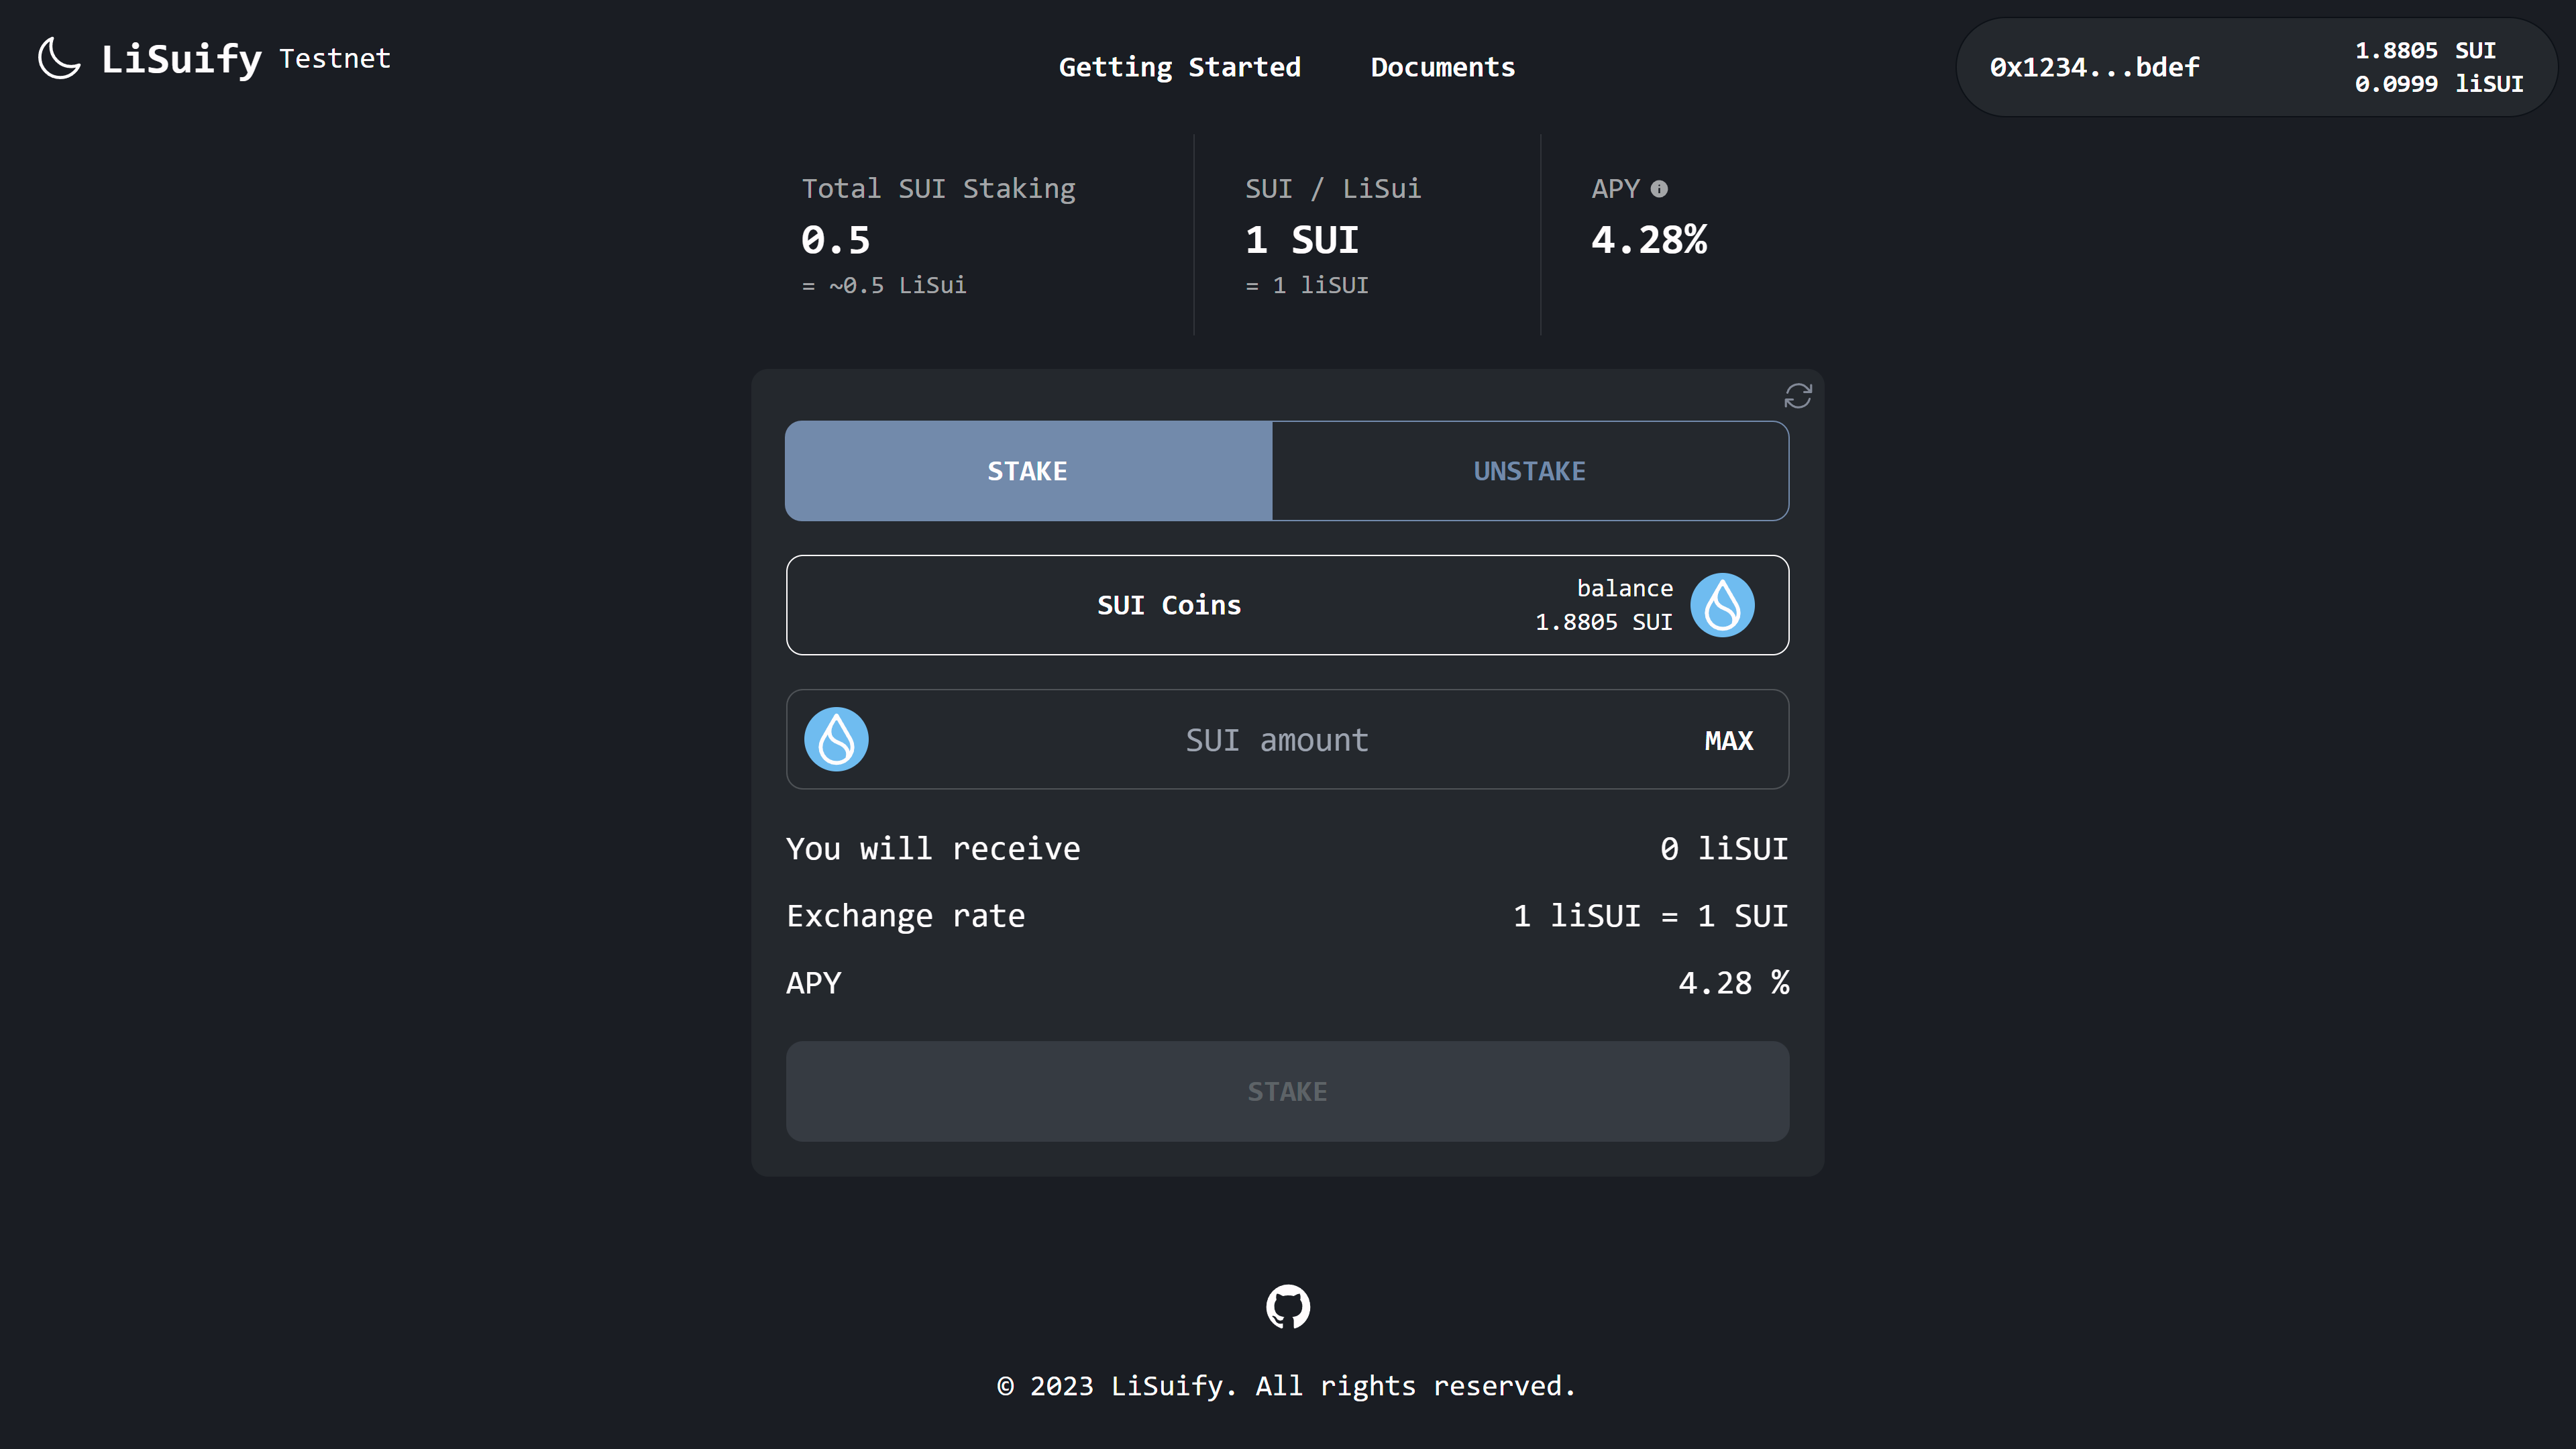 LiSuify Testnet
Getting Started
Documents
0x1234...bdef
1.8805 SUI
0.0999 liSUI
Total SUI Staking
0.5
= ~0.5 LiSui
SUI / LiSui
1 SUI
= 1 liSUI
APY
4.28%
STAKE
UNSTAKE
SUI Coins
balance
1.8805 SUI
SUI amount
MAX
You will receive
0 liSUI
Exchange rate
1 liSUI = 1 SUI
APY
4.28 %
STAKE
© 2023 LiSuify. All rights reserved.